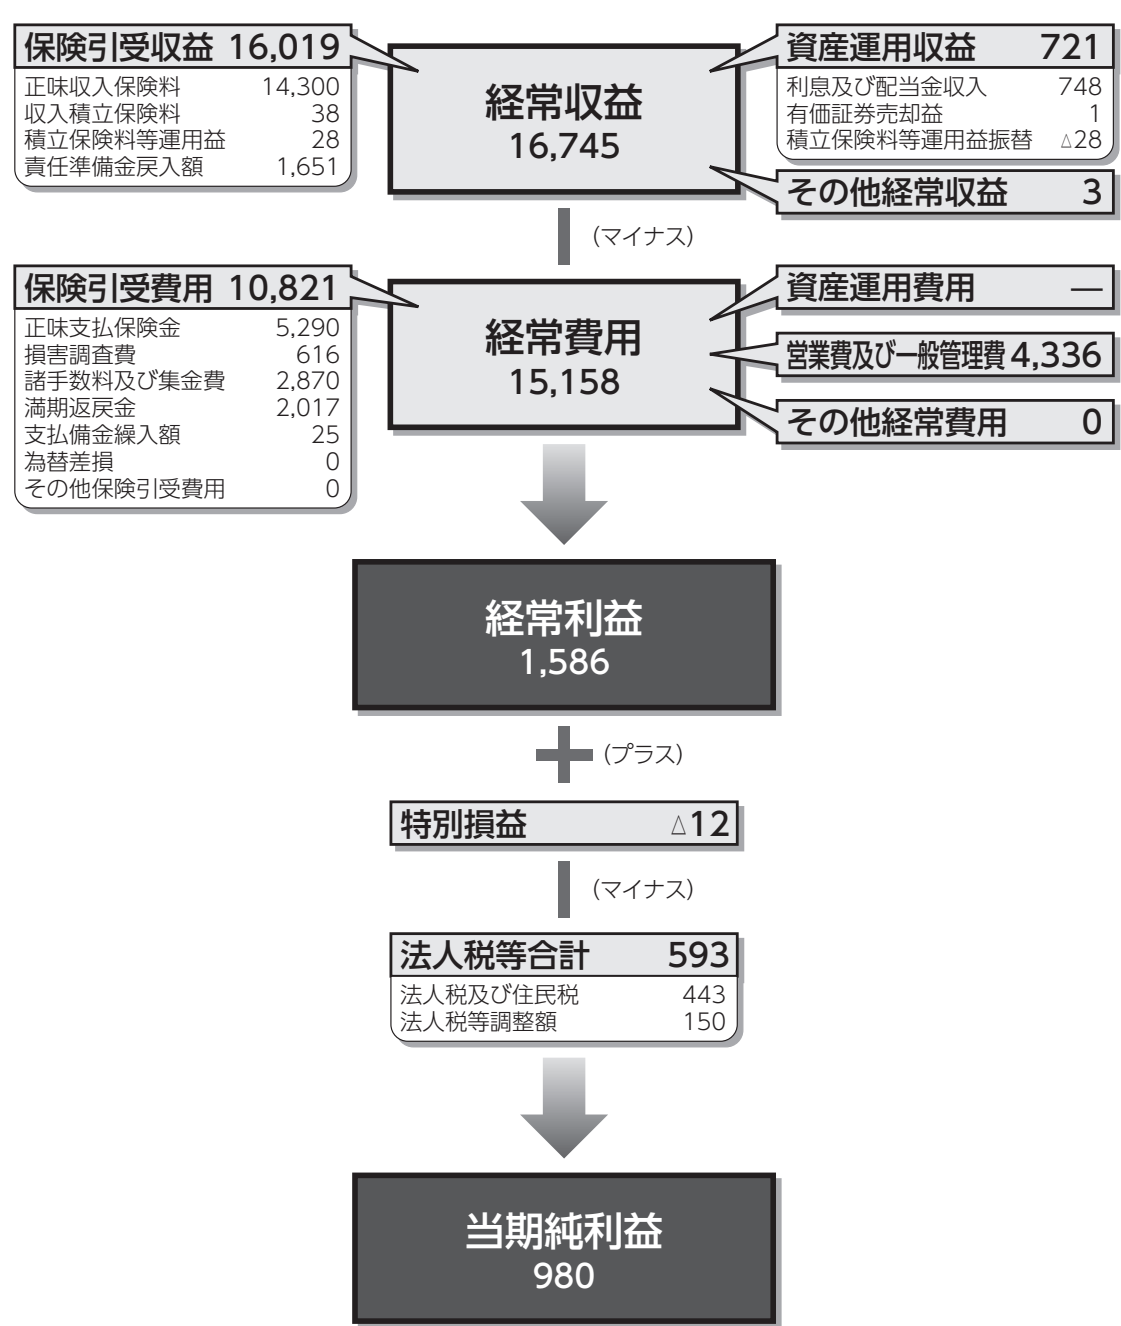 保険引受収益 16,019
正味収入保険料 14,300
収入積立保険料 38
積立保険料等運用益 28
責任準備金戻入額 1,651
経常収益
16,745
資産運用収益 721
利息及び配当金収入 748
有価証券売却益 1
積立保険料等運用益振替 △28
その他経常収益 3
(マイナス)
保険引受費用 10,821
正味支払保険金 5,290
損害調査費 616
諸手数料及び集金費 2,870
満期返戻金 2,017
支払備金繰入額 25
為替差損 0
その他保険引受費用 0
経常費用
15,158
資産運用費用 —
営業費及び一般管理費 4,336
その他経常費用 0
経常利益
1,586
(プラス)
特別損益 △12
(マイナス)
法人税等合計 593
法人税及び住民税 443
法人税等調整額 150
当期純利益
980